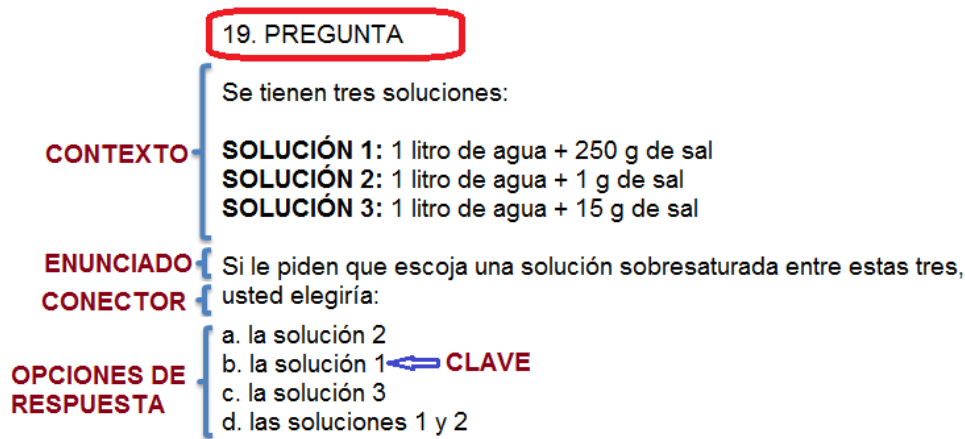 19. PREGUNTA
Se tienen tres soluciones:
CONTEXTO
SOLUCIÓN 1: 1 litro de agua + 250 g de sal
SOLUCIÓN 2: 1 litro de agua + 1 g de sal
SOLUCIÓN 3: 1 litro de agua + 15 g de sal
ENUNCIADO Si le piden que escoja una solución sobresaturada entre estas tres,
CONECTOR usted elegiría:
a. la solución 2
b. la solución 1 CLAVE
OPCIONES DE
RESPUESTA
c. la solución 3
d. las soluciones 1 y 2